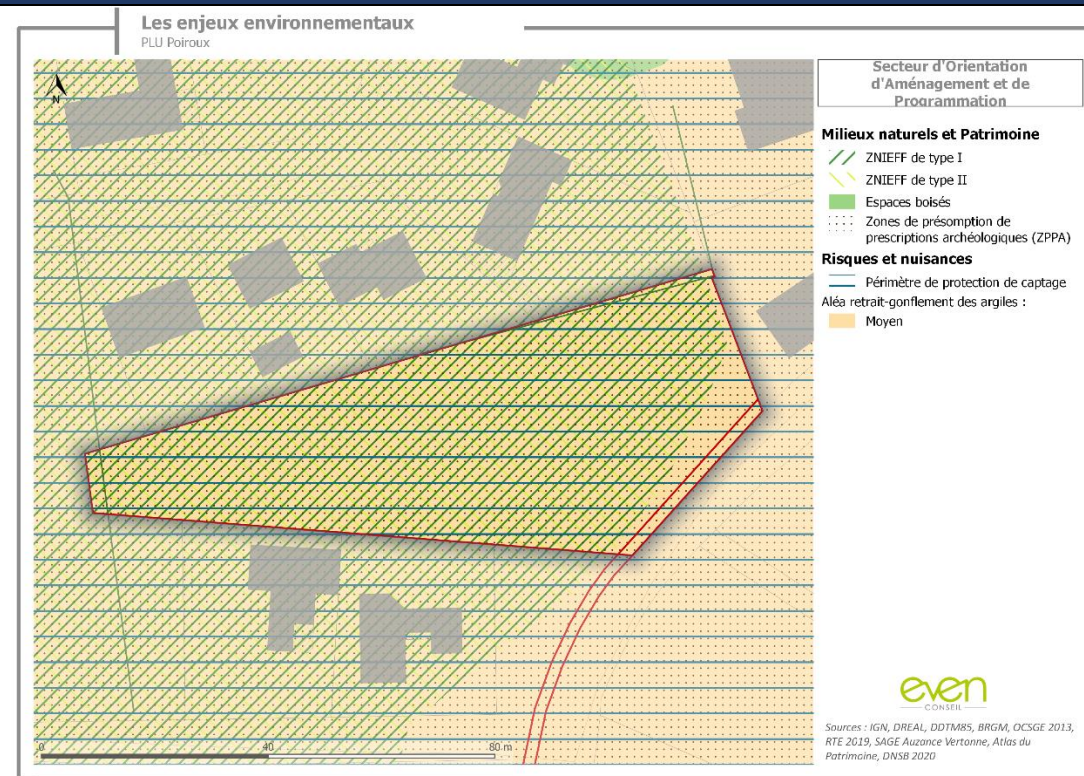 Les enjeux environnementaux
PLU Poiroux
N
0
40
80 m
Secteur d'Orientation
d'Aménagement et de
Programmation
Milieux naturels et Patrimoine
ZNIEFF de type I
ZNIEFF de type II
Espaces boisés
Zones de présomption de
prescriptions archéologiques (ZPPA)
Risques et nuisances
Périmètre de protection de captage
Aléa retrait-gonflement des argiles :
Moyen
even
CONSEIL
Sources : IGN, DREAL, DDTM85, BRGM, OCSGE 2013,
RTE 2019, SAGE Auzance Vertonne, Atlas du
Patrimoine, DNSB 2020